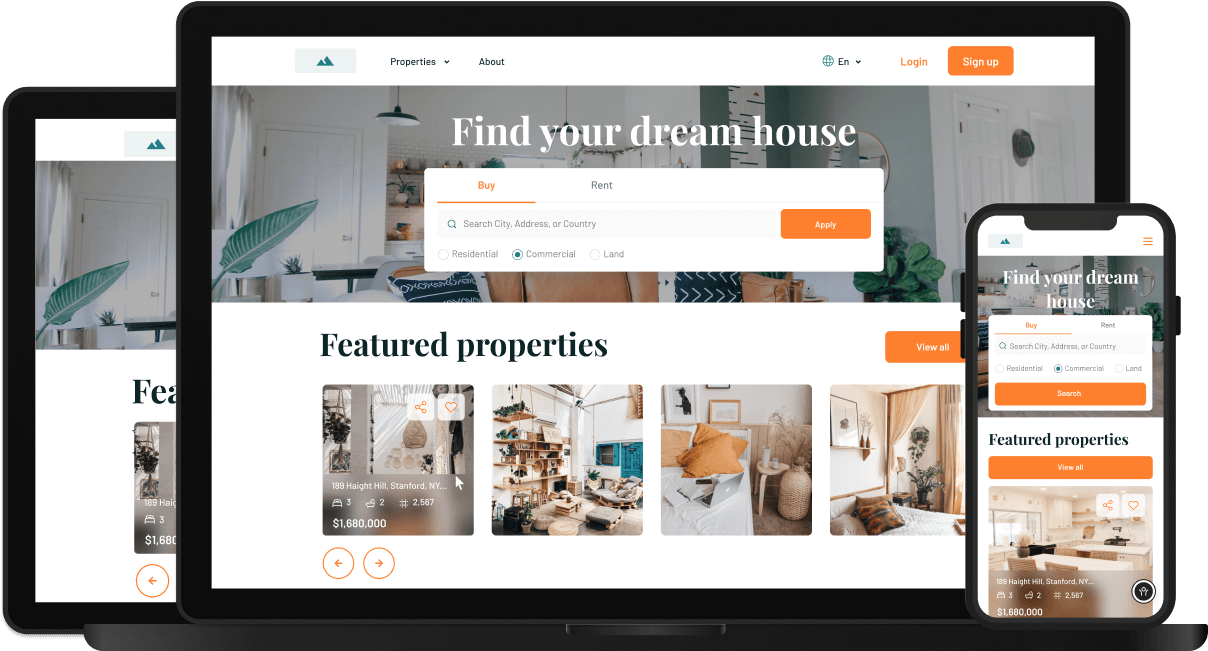 Properties
About
En
Login
Sign up
Find your dream house
Buy
Rent
Search City, Address, or Country
Apply
Residential
Commercial
Land
Featured properties
View all
189 Haight Hill, Stanford, NY...
3
2
2,567
$1,680,000
Fea
189 Haig
3
$1,680
Find your dream
house
Buy
Rent
Search City, Address, or Country
Residential
Commercial
Land
Search
Featured properties
View all
189 Haight Hill, Stanford, NY...
3
2
2,567
$1,680,000